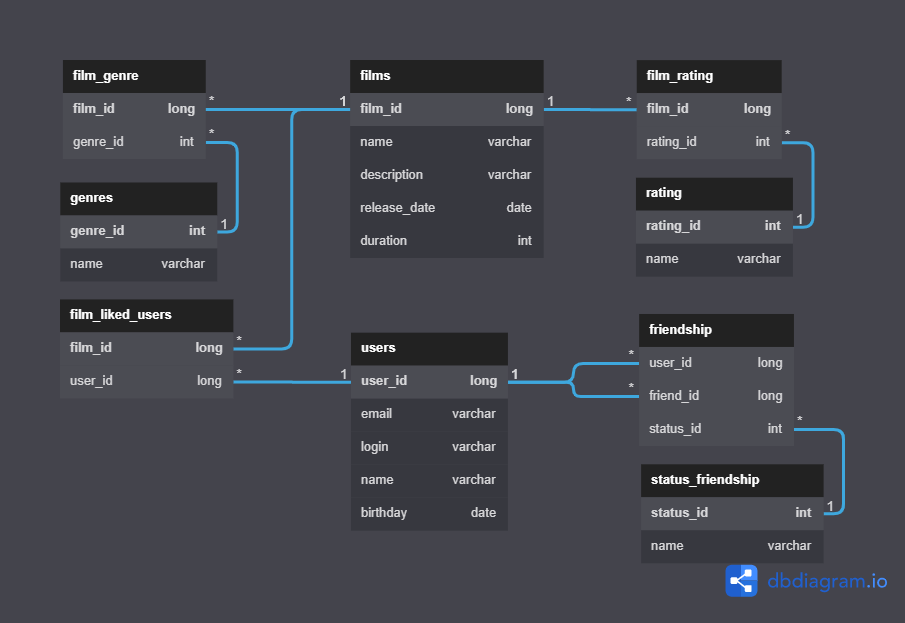 film_genre
film_id long
genre_id int
*
*
genres
genre_id int
name varchar
1
film_liked_users
film_id long
user_id long
*
*
films
film_id long
name varchar
description varchar
release_date date
duration int
1
1
users
user_id long
email varchar
login varchar
name varchar
birthday date
1
1
film_rating
film_id long
rating_id int
*
*
rating
rating_id int
name varchar
1
friendship
user_id long
friend_id long
status_id int
*
*
*
status_friendship
status_id int
name varchar
1
dbdiagram.io